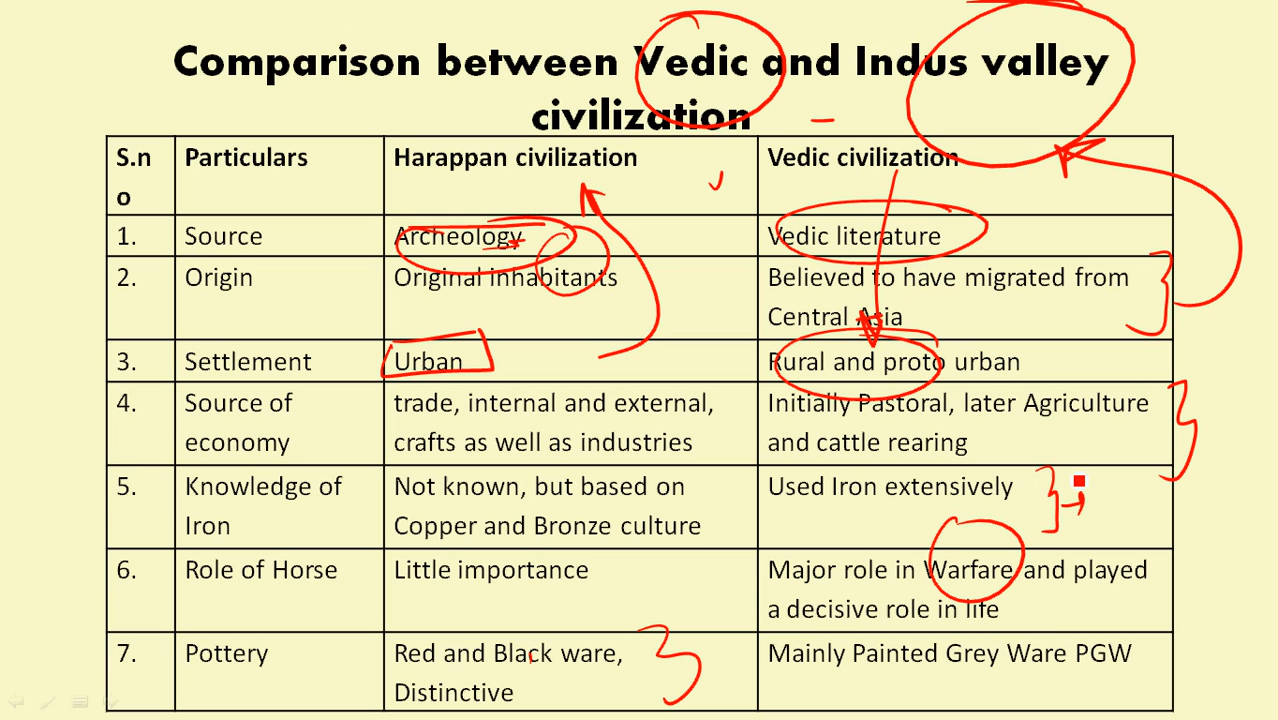 Comparison between Vedic and Indus valley
civilization
S.n
o
Particulars
Harappan civilization
Vedic civilization
1.
Source
Archeology
Vedic literature
2.
Origin
Original inhabitants
Believed to have migrated from
Central Asia
3.
Settlement
Urban
Rural and proto urban
4.
Source of
economy
trade, internal and external,
crafts as well as industries
Initially Pastoral, later Agriculture
and cattle rearing
5.
Knowledge of
Iron
Not known, but based on
Copper and Bronze culture
Used Iron extensively
6.
Role of Horse
Little importance
Major role in Warfare and played
a decisive role in life
7.
Pottery
Red and Black ware,
Distinctive
Mainly Painted Grey Ware PGW